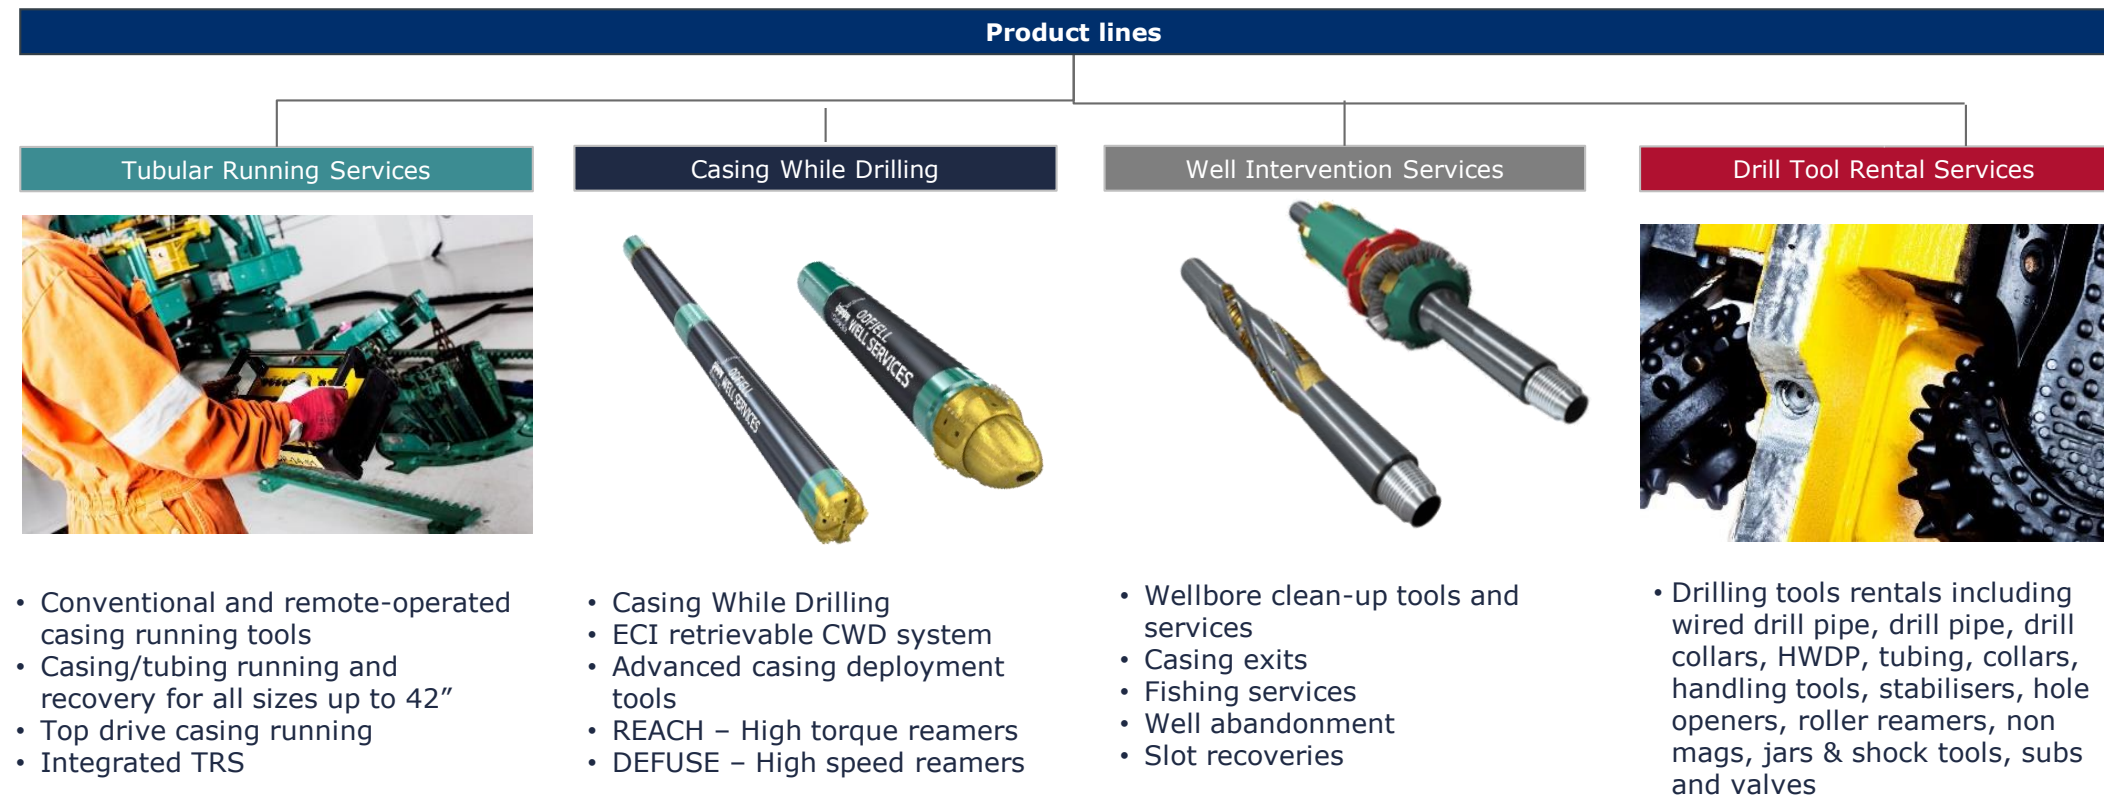 Product lines
Tubular Running Services
Casing While Drilling
Well Intervention Services
Drill Tool Rental Services
ODFJELL
WELL SERVICES
ODFJELL
WELL SERVICES
• Conventional and remote-operated
casing running tools
• Casing/tubing running and
recovery for all sizes up to 42”
• Top drive casing running
• Integrated TRS
• Casing While Drilling
• ECI retrievable CWD system
• Advanced casing deployment
tools
• REACH – High torque reamers
• DEFUSE – High speed reamers
• Wellbore clean-up tools and
services
• Casing exits
• Fishing services
• Well abandonment
• Slot recoveries
• Drilling tools rentals including
wired drill pipe, drill pipe, drill
collars, HWDP, tubing, collars,
handling tools, stabilisers, hole
openers, roller reamers, non
mags, jars & shock tools, subs
and valves